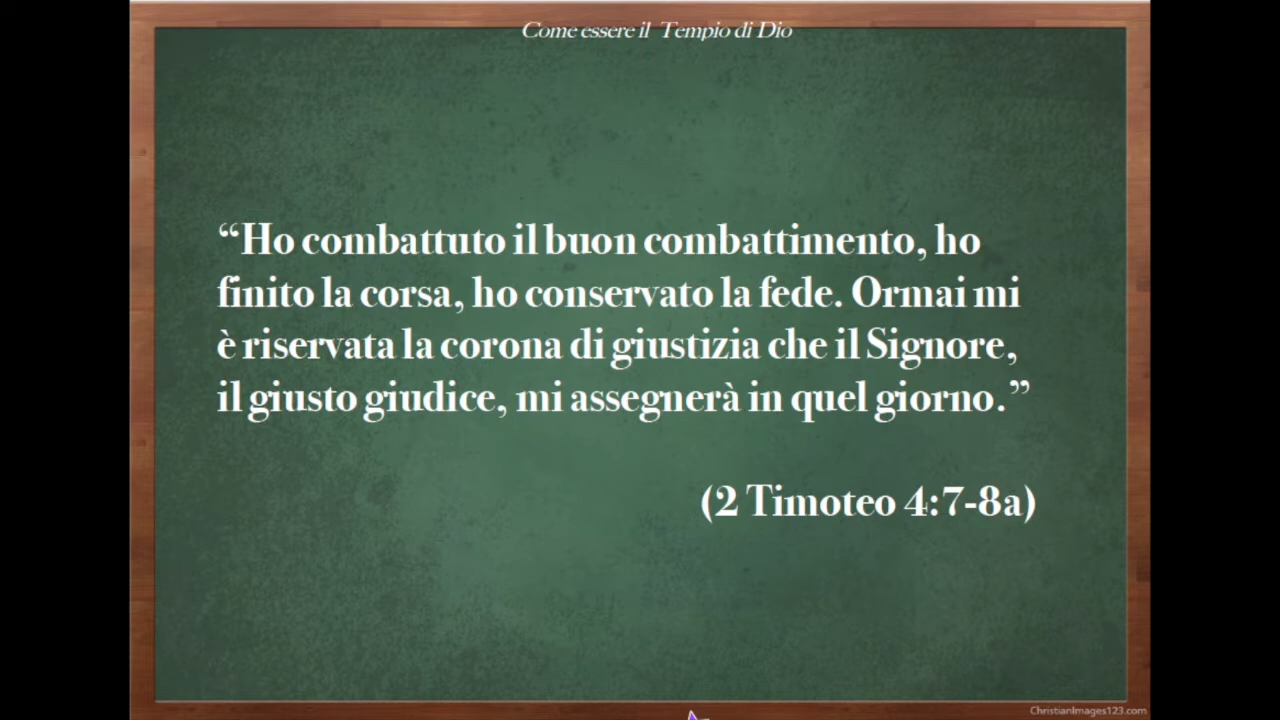 Come essere il Tempio di Dio
“Ho combattuto il buon combattimento, ho
finito la corsa, ho conservato la fede. Ormai mi
è riservata la corona di giustizia che il Signore,
il giusto giudice, mi assegnerà in quel giorno.”
(2 Timoteo 4:7-8a)
ChristianImages123.com